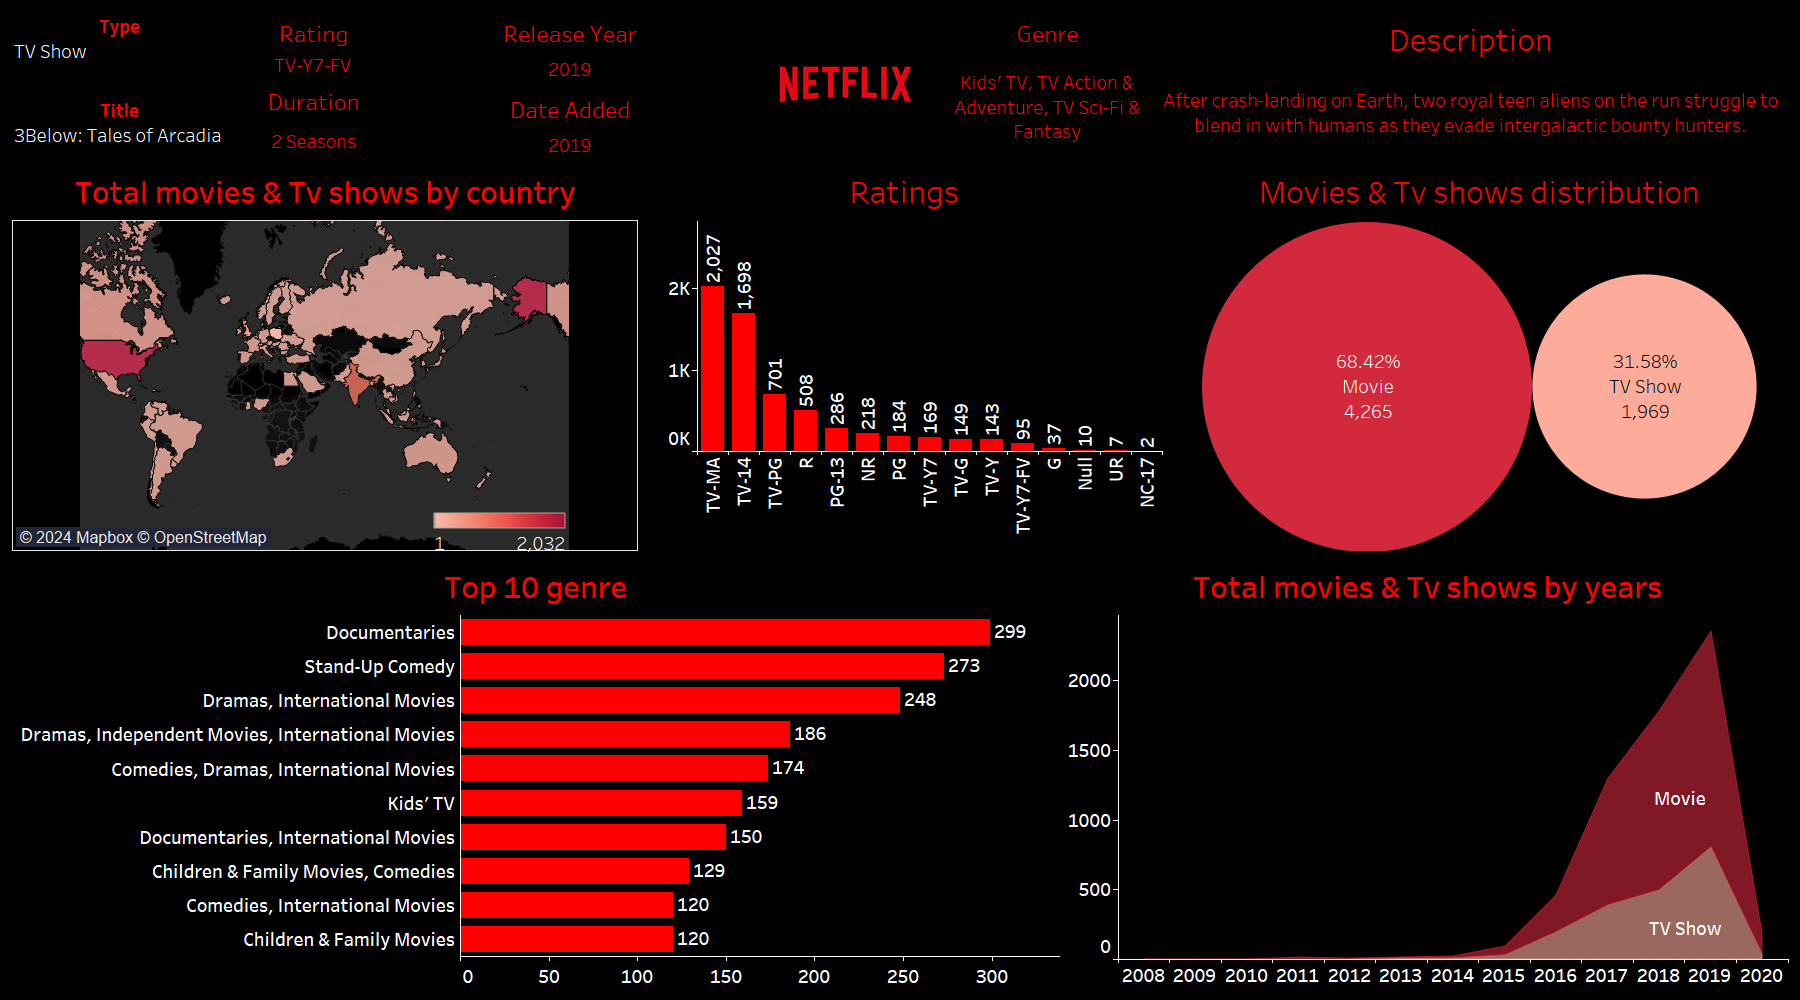 Type
TV Show
Title
3Below: Tales of Arcadia
Rating
TV-Y7-FV
Duration
2 Seasons
Release Year
2019
Date Added
2019
NETFLIX
Genre
Kids' TV, TV Action &
Adventure, TV Sci-Fi &
Fantasy
Description
After crash-landing on Earth, two royal teen aliens on the run struggle to
blend in with humans as they evade intergalactic bounty hunters.
Total movies & Tv shows by country
© 2024 Mapbox © OpenStreetMap
1 2,032
Ratings
2K
1K
0K
2,027
1,698
701
508
286
218
184
169
149
143
95
37
10
7
2
TV-MA
TV-14
TV-PG
R
PG-13
NR
PG
TV-Y7
TV-G
TV-Y
TV-Y7-FV
G
Null
UR
NC-17
Movies & Tv shows distribution
68.42%
Movie
4,265
31.58%
TV Show
1,969
Top 10 genre
Documentaries 299
Stand-Up Comedy 273
Dramas, International Movies 248
Dramas, Independent Movies, International Movies 186
Comedies, Dramas, International Movies 174
Kids' TV 159
Documentaries, International Movies 150
Children & Family Movies, Comedies 129
Comedies, International Movies 120
Children & Family Movies 120
0 50 100 150 200 250 300
Total movies & Tv shows by years
2000
1500
1000
500
0
Movie
TV Show
2008 2009 2010 2011 2012 2013 2014 2015 2016 2017 2018 2019 2020